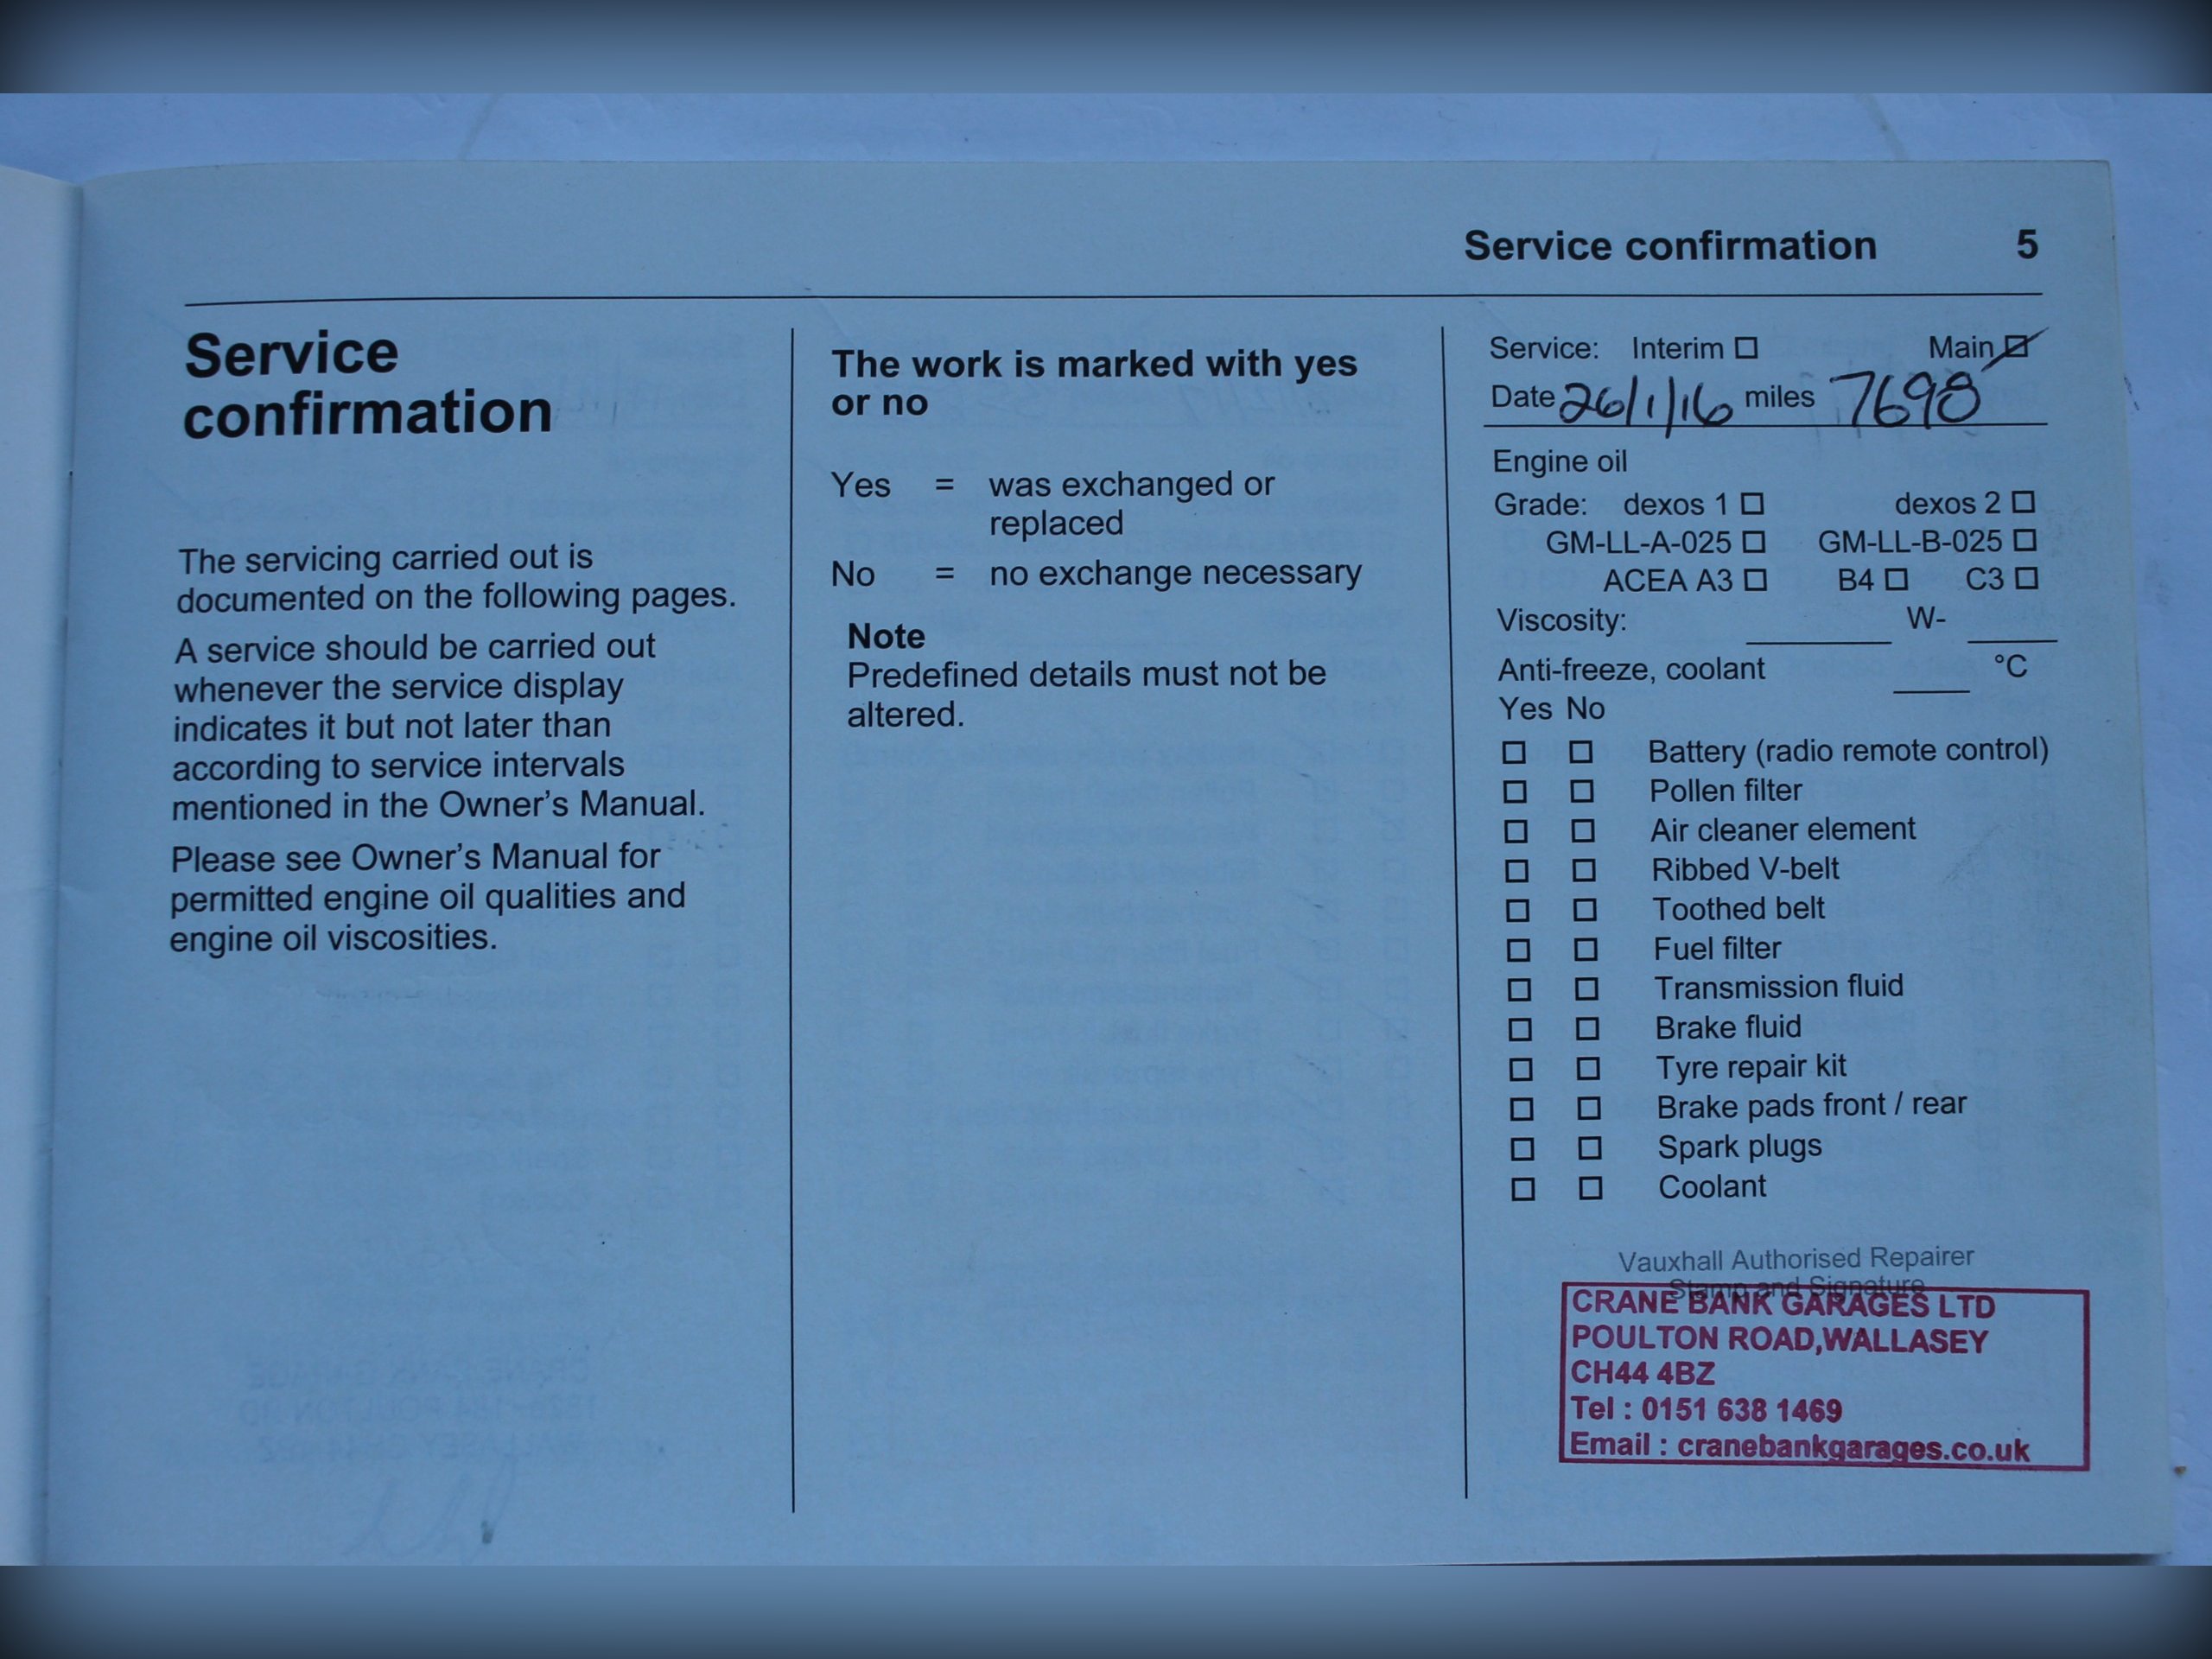 Service confirmation 5
Service
confirmation
The servicing carried out is
documented on the following pages.
A service should be carried out
whenever the service display
indicates it but not later than
according to service intervals
mentioned in the Owner's Manual.
Please see Owner's Manual for
permitted engine oil qualities and
engine oil viscosities.
The work is marked with yes
or no
Yes = was exchanged or
replaced
No = no exchange necessary
Note
Predefined details must not be
altered.
Service: Interim ☐ Main ☑
Date 26/1/16 miles 7698
Engine oil
Grade: dexos 1 ☐ dexos 2 ☐
GM-LL-A-025 ☐ GM-LL-B-025 ☐
ACEA A3 ☐ B4 ☐ C3 ☐
Viscosity: ____ W- ____
Anti-freeze, coolant ____ °C
Yes No
☐ ☐ Battery (radio remote control)
☐ ☐ Pollen filter
☐ ☐ Air cleaner element
☐ ☐ Ribbed V-belt
☐ ☐ Toothed belt
☐ ☐ Fuel filter
☐ ☐ Transmission fluid
☐ ☐ Brake fluid
☐ ☐ Tyre repair kit
☐ ☐ Brake pads front / rear
☐ ☐ Spark plugs
☐ ☐ Coolant
Vauxhall Authorised Repairer
Stamp and Signature
CRANE BANK GARAGES LTD
POULTON ROAD,WALLASEY
CH44 4BZ
Tel : 0151 638 1469
Email : cranebankgarages.co.uk